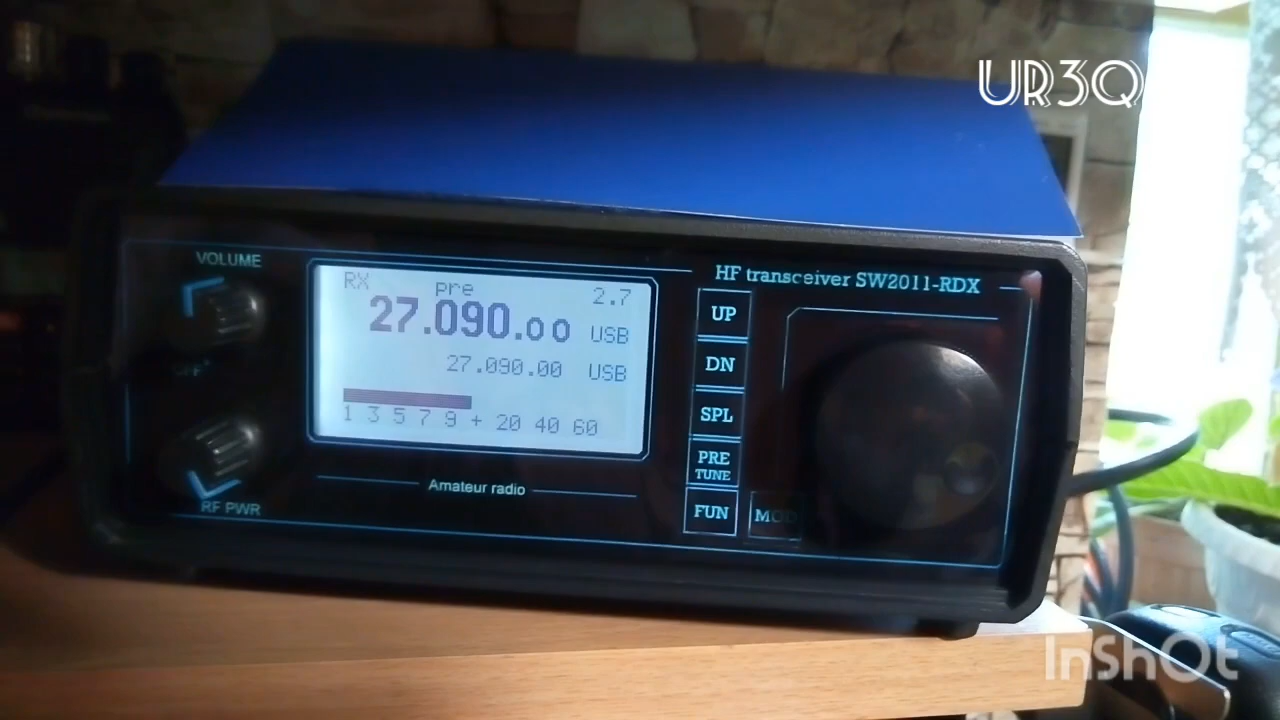 UR3Q
VOLUME
HF transceiver SW2011-RDX
RX pre 2.7
27.090.00 USB
27.090.00 USB
1 3 5 7 9 + 20 40 60
UP
DN
SPL
PRE
TUNE
FUN
MOD
Amateur radio
RF PWR
InShOt